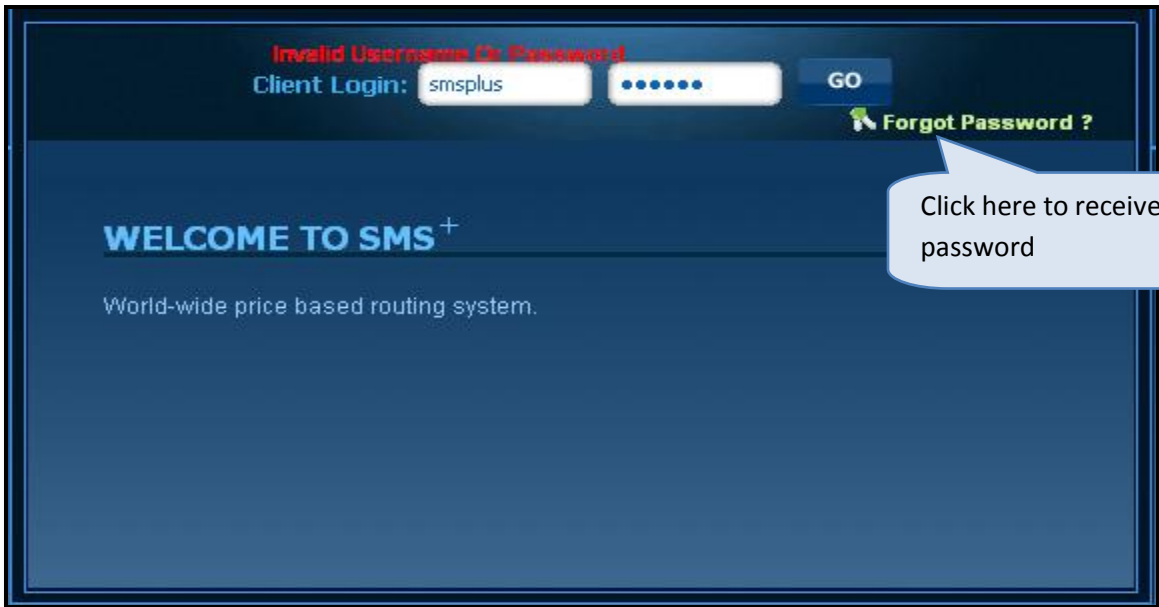 Invalid Username Or Password
Client Login: smsplus •••••• GO
Forgot Password ?
Click here to receive
password
WELCOME TO SMS+
World-wide price based routing system.